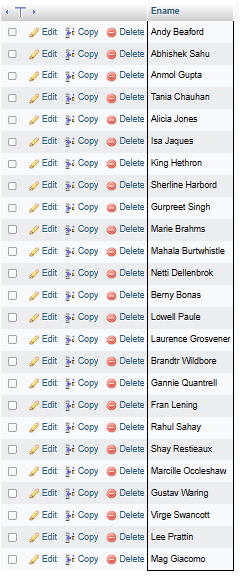 Ename
Edit Copy Delete Andy Beaford
Edit Copy Delete Abhishek Sahu
Edit Copy Delete Anmol Gupta
Edit Copy Delete Tania Chauhan
Edit Copy Delete Alicia Jones
Edit Copy Delete Isa Jaques
Edit Copy Delete King Hethron
Edit Copy Delete Sherline Harbord
Edit Copy Delete Gurpreet Singh
Edit Copy Delete Marie Brahms
Edit Copy Delete Mahala Burtwhistle
Edit Copy Delete Netti Dellenbrok
Edit Copy Delete Berny Bonas
Edit Copy Delete Lowell Paule
Edit Copy Delete Laurence Grosvener
Edit Copy Delete Brandtr Wildbore
Edit Copy Delete Gannie Quantrell
Edit Copy Delete Fran Lening
Edit Copy Delete Rahul Sahay
Edit Copy Delete Shay Restieaux
Edit Copy Delete Marcille Occleshaw
Edit Copy Delete Gustav Waring
Edit Copy Delete Virge Swancott
Edit Copy Delete Lee Prattin
Edit Copy Delete Mag Giacomo